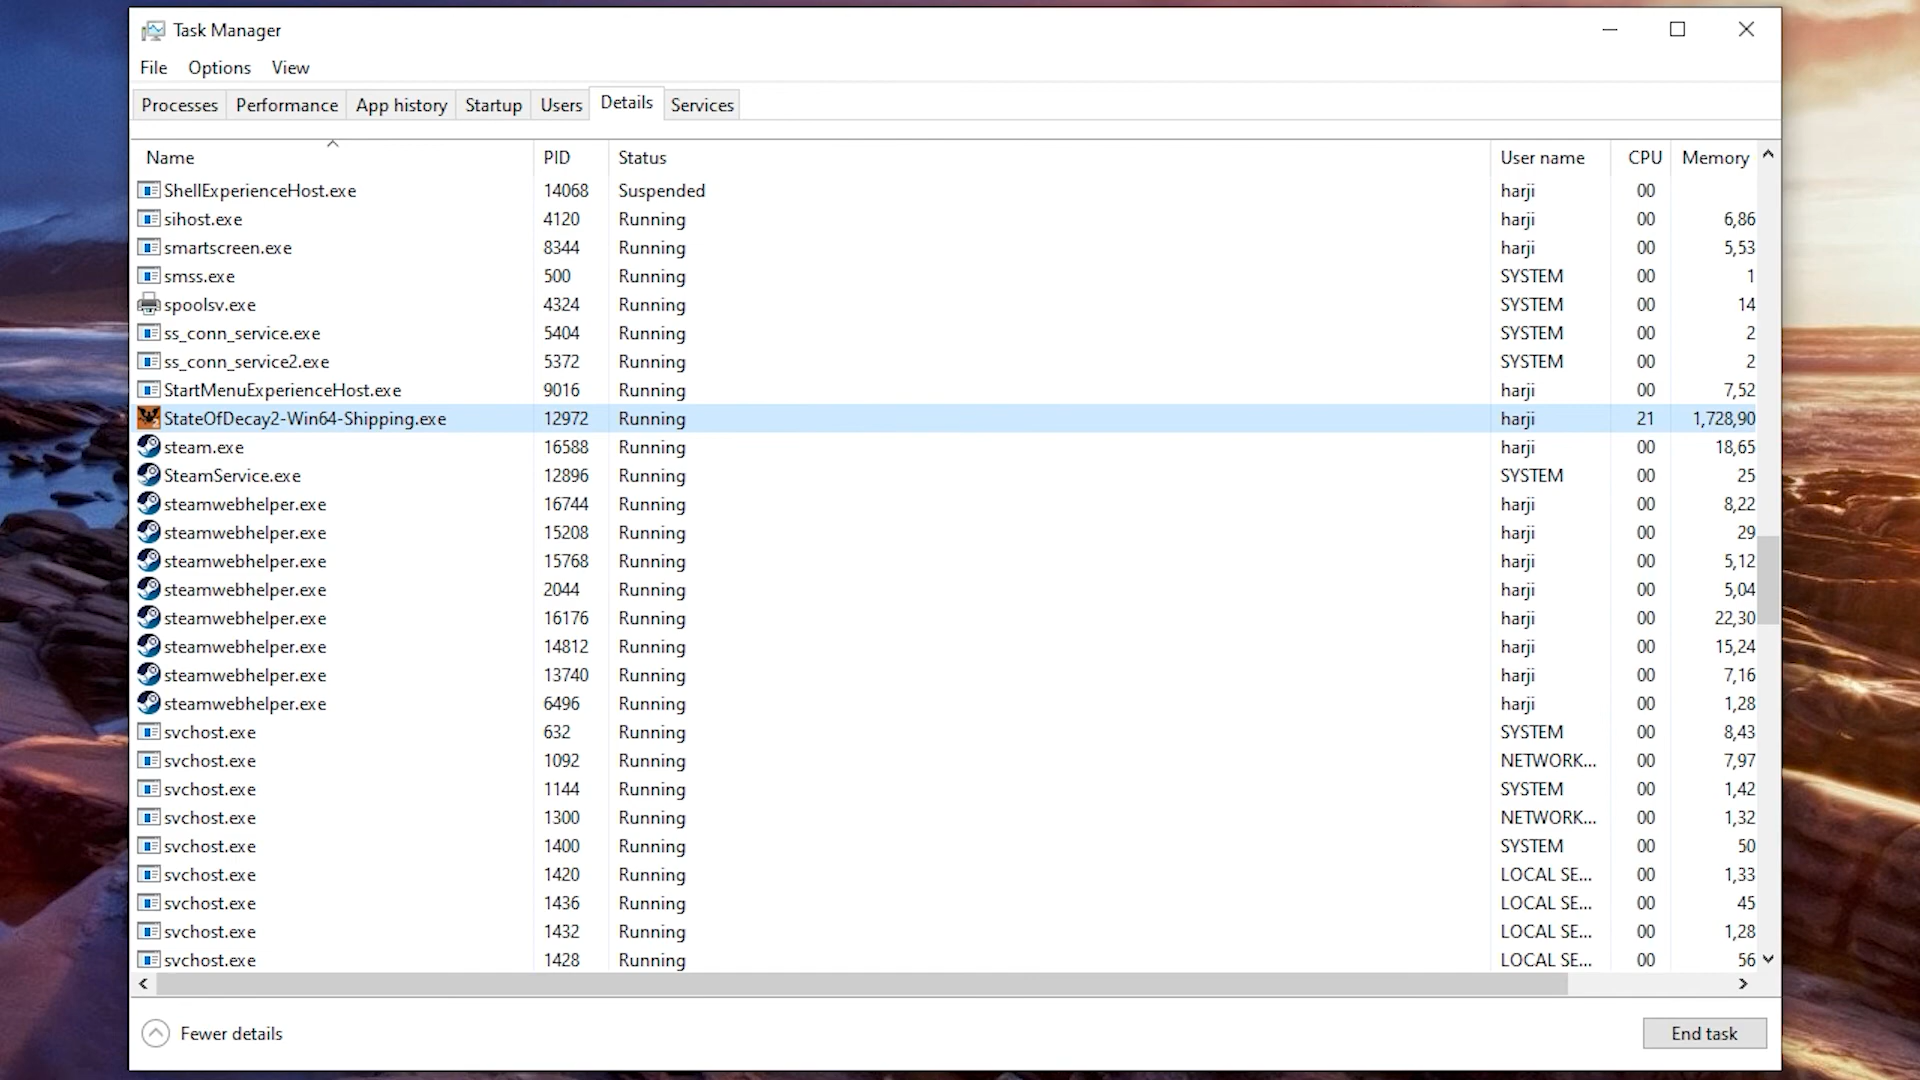 Task Manager
File Options View
Processes Performance App history Startup Users Details Services
Name PID Status User name CPU Memory
ShellExperienceHost.exe 14068 Suspended harji 00
sihost.exe 4120 Running harji 00 6,86
smartscreen.exe 8344 Running harji 00 5,53
smss.exe 500 Running SYSTEM 00 1
spoolsv.exe 4324 Running SYSTEM 00 14
ss_conn_service.exe 5404 Running SYSTEM 00 2
ss_conn_service2.exe 5372 Running SYSTEM 00 2
StartMenuExperienceHost.exe 9016 Running harji 00 7,52
StateOfDecay2-Win64-Shipping.exe 12972 Running harji 21 1,728,90
steam.exe 16588 Running harji 00 18,65
SteamService.exe 12896 Running SYSTEM 00 25
steamwebhelper.exe 16744 Running harji 00 8,22
steamwebhelper.exe 15208 Running harji 00 29
steamwebhelper.exe 15768 Running harji 00 5,12
steamwebhelper.exe 2044 Running harji 00 5,04
steamwebhelper.exe 16176 Running harji 00 22,30
steamwebhelper.exe 14812 Running harji 00 15,24
steamwebhelper.exe 13740 Running harji 00 7,16
steamwebhelper.exe 6496 Running harji 00 1,28
svchost.exe 632 Running SYSTEM 00 8,43
svchost.exe 1092 Running NETWORK... 00 7,97
svchost.exe 1144 Running SYSTEM 00 1,42
svchost.exe 1300 Running NETWORK... 00 1,32
svchost.exe 1400 Running SYSTEM 00 50
svchost.exe 1420 Running LOCAL SE... 00 1,33
svchost.exe 1436 Running LOCAL SE... 00 45
svchost.exe 1432 Running LOCAL SE... 00 1,28
svchost.exe 1428 Running LOCAL SE... 00 56
Fewer details End task